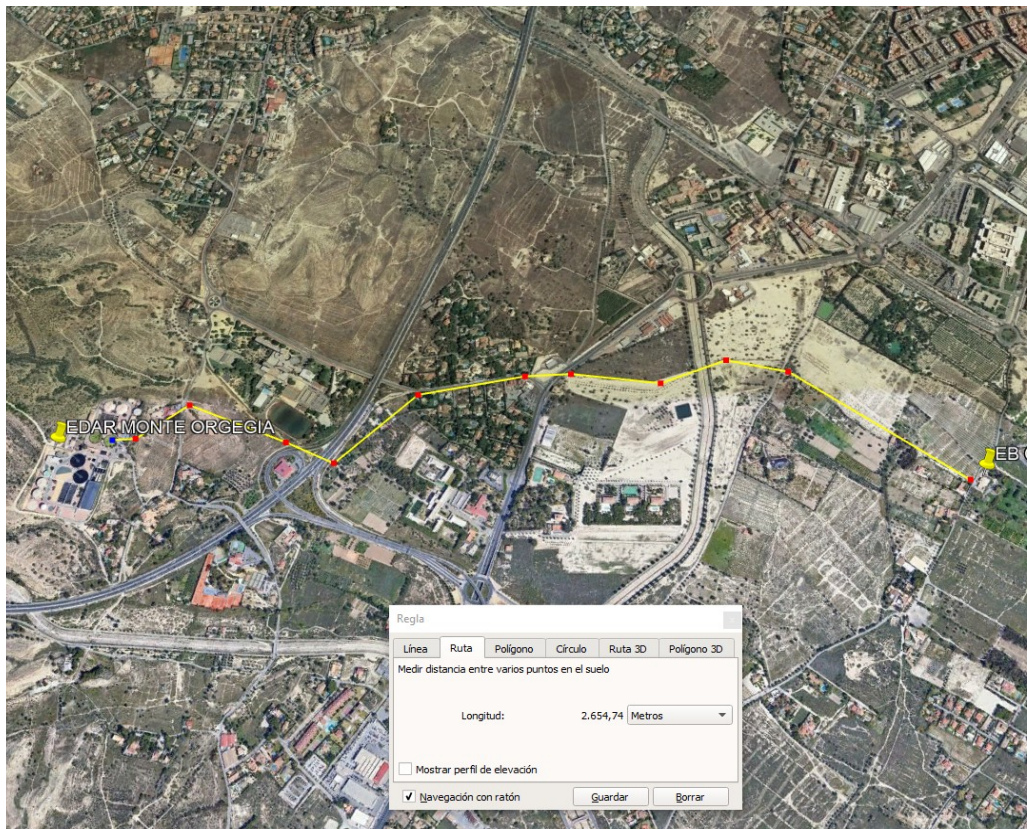 EDAR MONTE ORGEGIA
EB
Regla
Línea Ruta Polígono Círculo Ruta 3D Polígono 3D
Medir distancia entre varios puntos en el suelo
Longitud: 2.654,74 Metros
Mostrar perfil de elevación
Navegación con ratón Guardar Borrar